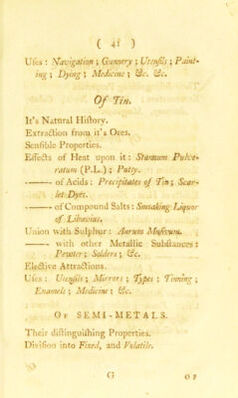 ( 41 )
Uſes : Navigation ; Gunnery ; Utenſils ; Paint-
ing ; Dying ; Medicine ; &c. &c.
Of Tin.
It's Natural Hiſtory.
Extraction from it's Ores.
Senſible Properties.
Effects of Heat upon it : Stannum Pulve-
ratum (P.L.) ; Putty.
——— of Acids : Precipitates of Tin ; Scar-
let Dyes.
——— of Compound Salts : Smoaking Liquor
of Libavius.
Union with Sulphur : Aurum Muſivum.
——— with other Metallic Subſtances :
Pewter ; Solders ; &c.
Elective Attractions.
Uſes : Utenſils ; Mirrors ; Types ; Tinning ;
Enamels ; Medicine ; &c.
OF SEMI-METALS.
Their diſtinguiſhing Properties.
Diviſion into Fixed, and Volatile.
G OF